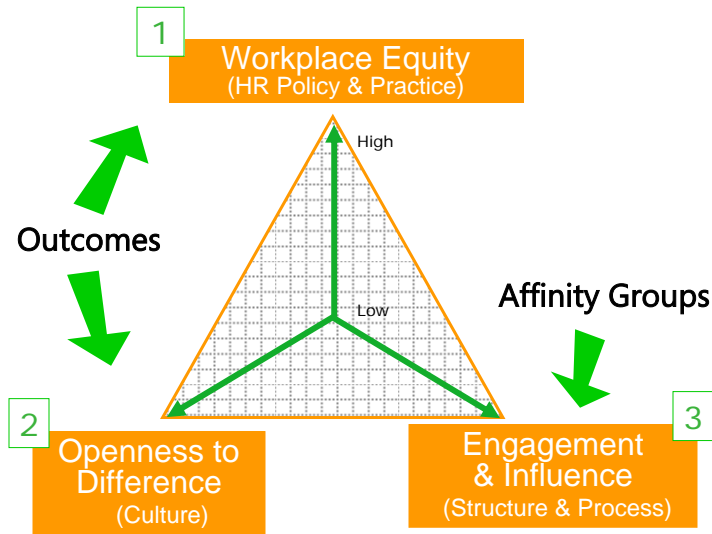 1
Workplace Equity
(HR Policy & Practice)
High
Outcomes
Low
Affinity Groups
2
Openness to
Difference
(Culture)
3
Engagement
& Influence
(Structure & Process)